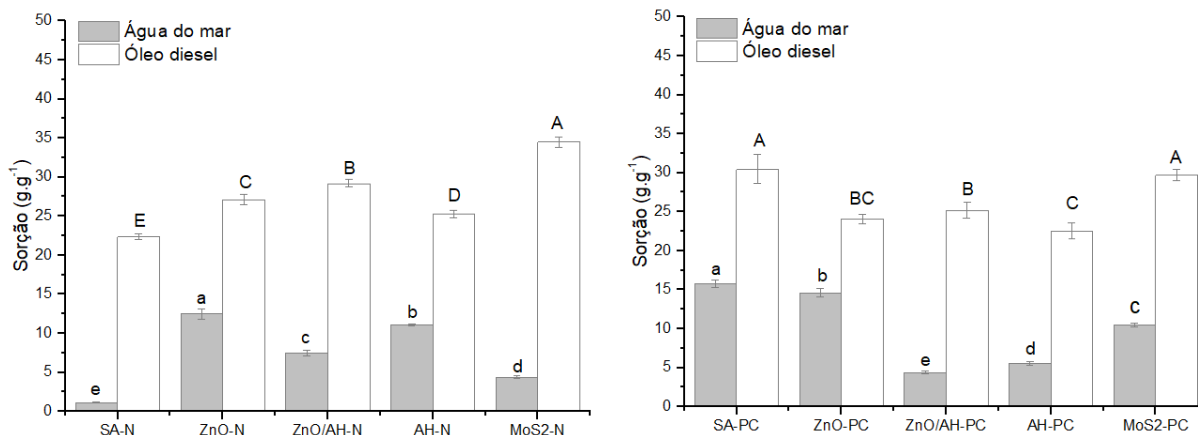 50
45
40
35
30
25
20
15
10
5
0
Sorção (g.g⁻¹)
Água do mar
Óleo diesel
e E a C c B b D d A
SA-N ZnO-N ZnO/AH-N AH-N MoS2-N
50
45
40
35
30
25
20
15
10
5
0
Sorção (g.g⁻¹)
Água do mar
Óleo diesel
a A b BC e B d C c A
SA-PC ZnO-PC ZnO/AH-PC AH-PC MoS2-PC